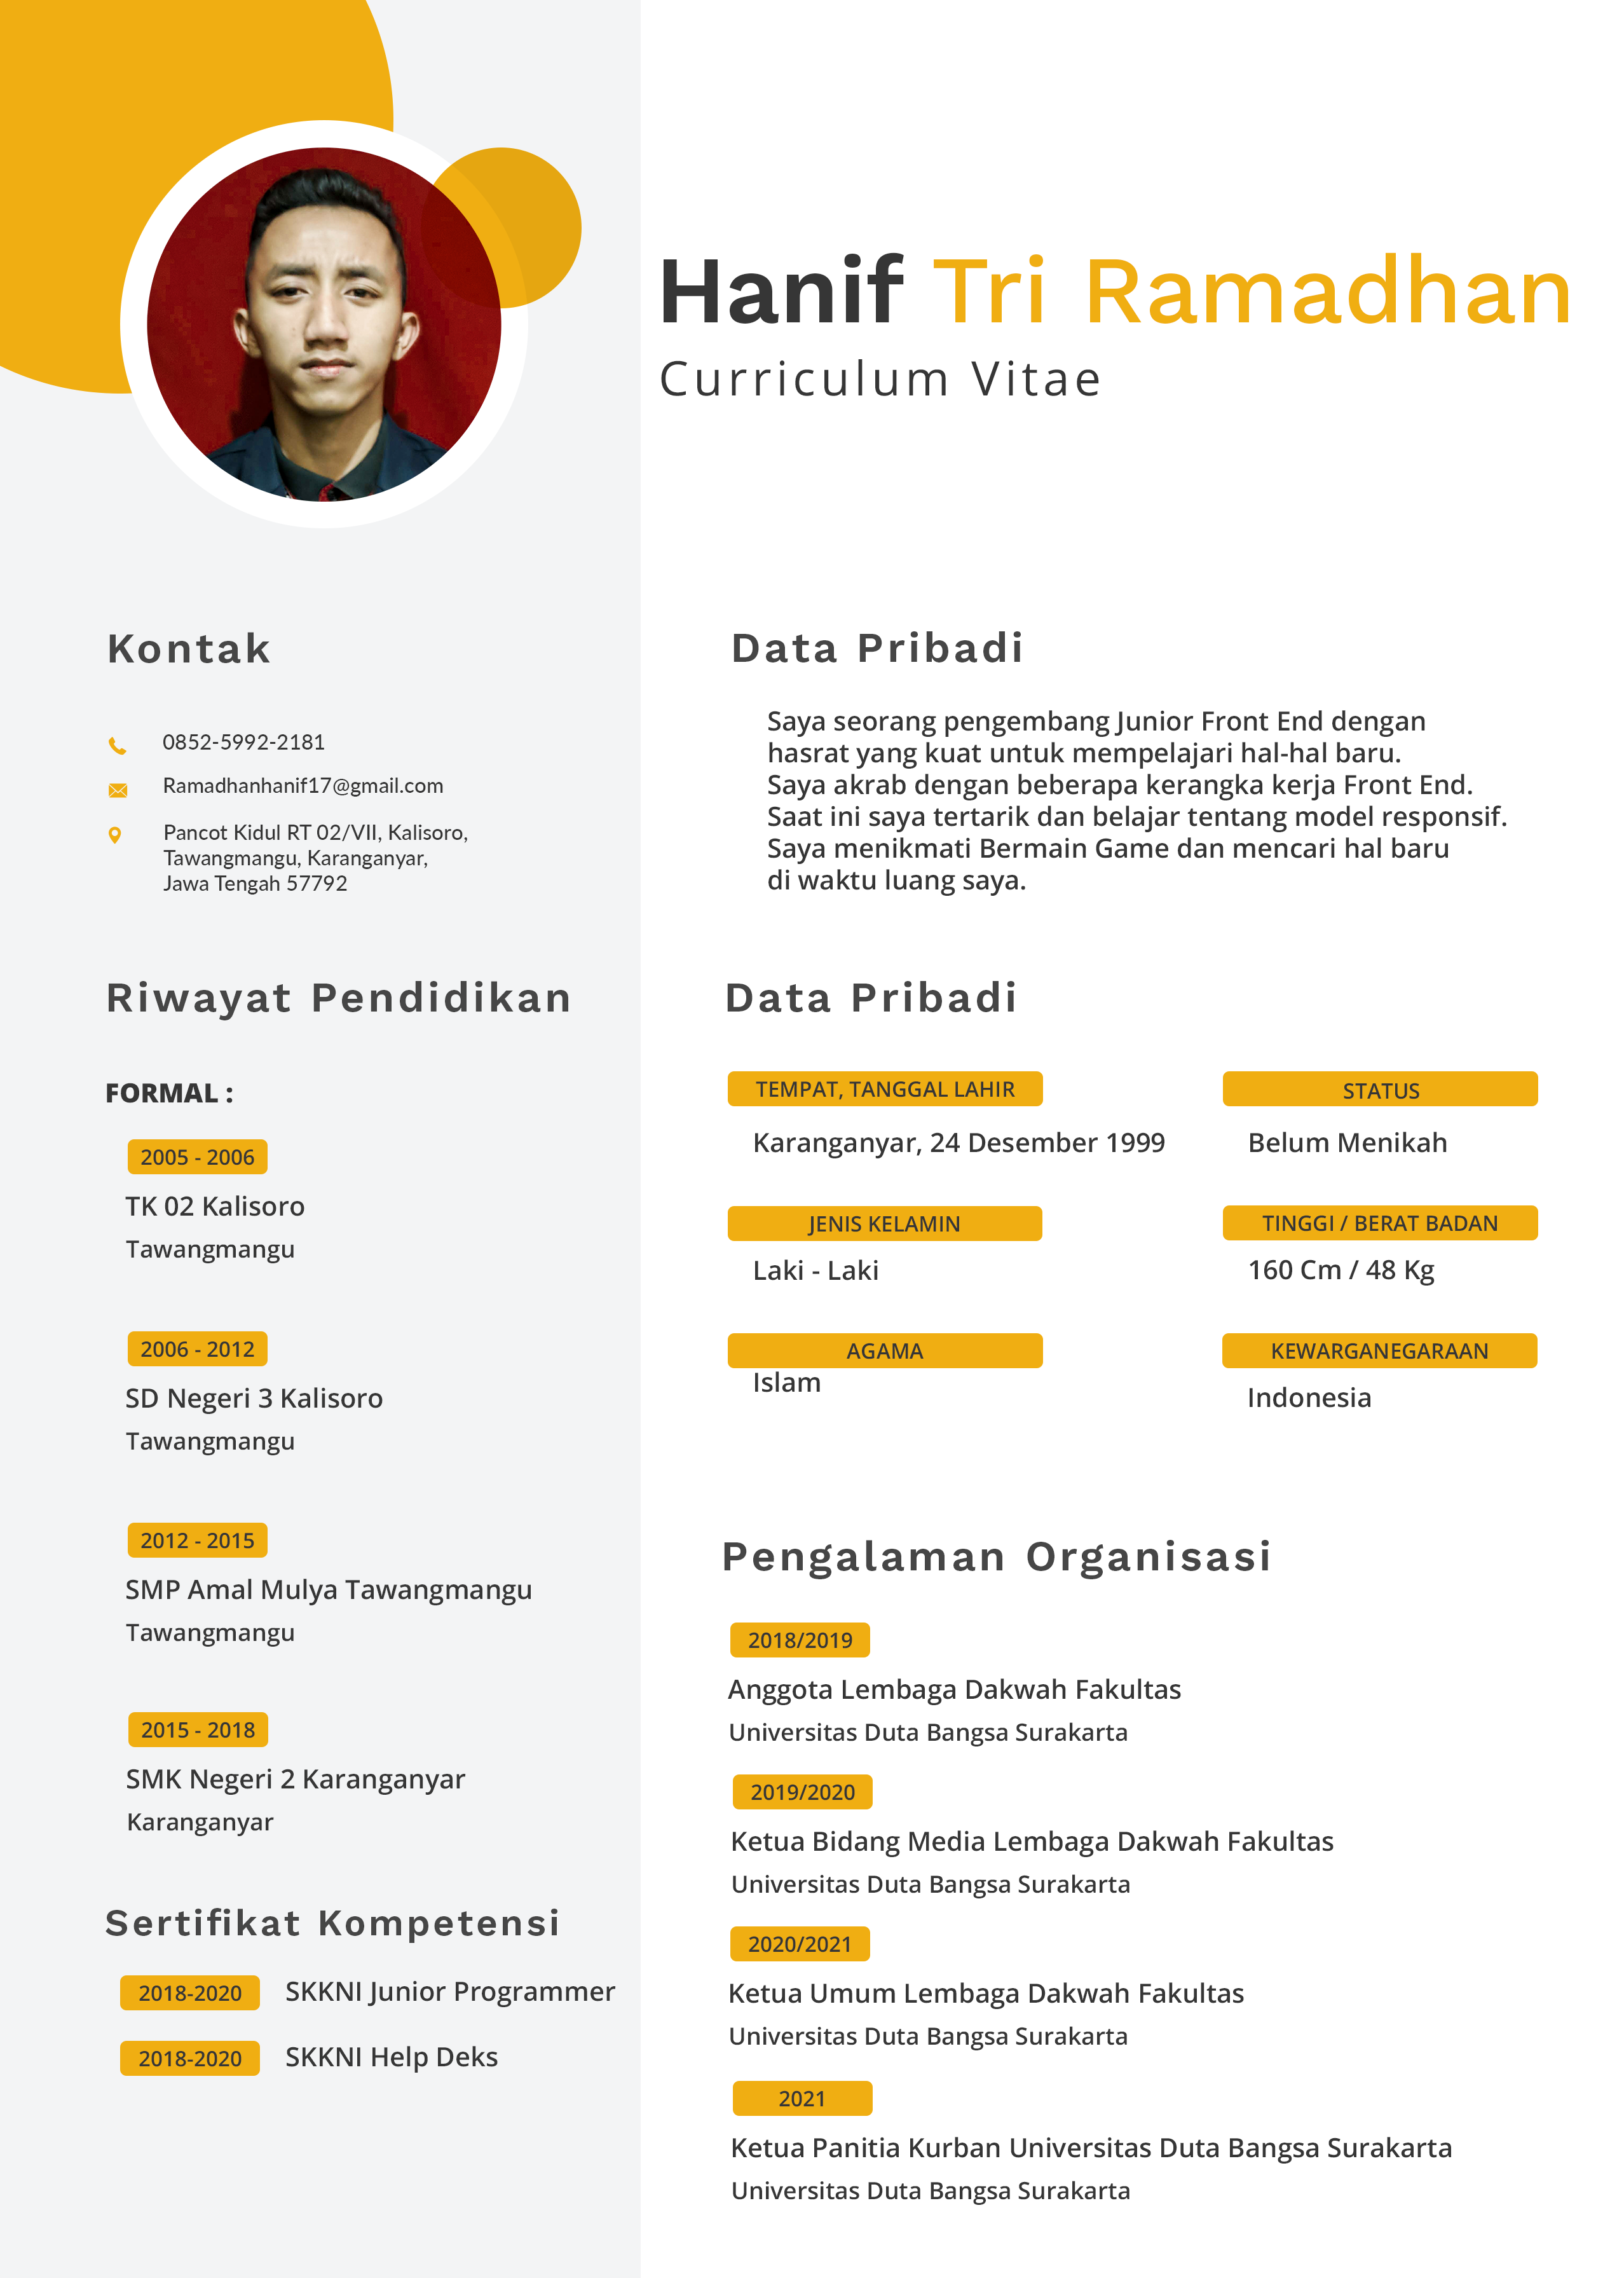 Hanif Tri Ramadhan
Curriculum Vitae
Kontak
0852-5992-2181
Ramadhanhanif17@gmail.com
Pancot Kidul RT 02/VII, Kalisoro,
Tawangmangu, Karanganyar,
Jawa Tengah 57792
Riwayat Pendidikan
FORMAL :
2005 - 2006
TK 02 Kalisoro
Tawangmangu
2006 - 2012
SD Negeri 3 Kalisoro
Tawangmangu
2012 - 2015
SMP Amal Mulya Tawangmangu
Tawangmangu
2015 - 2018
SMK Negeri 2 Karanganyar
Karanganyar
Sertifikat Kompetensi
2018-2020 SKKNI Junior Programmer
2018-2020 SKKNI Help Deks
Data Pribadi
Saya seorang pengembang Junior Front End dengan
hasrat yang kuat untuk mempelajari hal-hal baru.
Saya akrab dengan beberapa kerangka kerja Front End.
Saat ini saya tertarik dan belajar tentang model responsif.
Saya menikmati Bermain Game dan mencari hal baru
di waktu luang saya.
Data Pribadi
TEMPAT, TANGGAL LAHIR
Karanganyar, 24 Desember 1999
STATUS
Belum Menikah
JENIS KELAMIN
Laki - Laki
TINGGI / BERAT BADAN
160 Cm / 48 Kg
AGAMA
Islam
KEWARGANEGARAAN
Indonesia
Pengalaman Organisasi
2018/2019
Anggota Lembaga Dakwah Fakultas
Universitas Duta Bangsa Surakarta
2019/2020
Ketua Bidang Media Lembaga Dakwah Fakultas
Universitas Duta Bangsa Surakarta
2020/2021
Ketua Umum Lembaga Dakwah Fakultas
Universitas Duta Bangsa Surakarta
2021
Ketua Panitia Kurban Universitas Duta Bangsa Surakarta
Universitas Duta Bangsa Surakarta